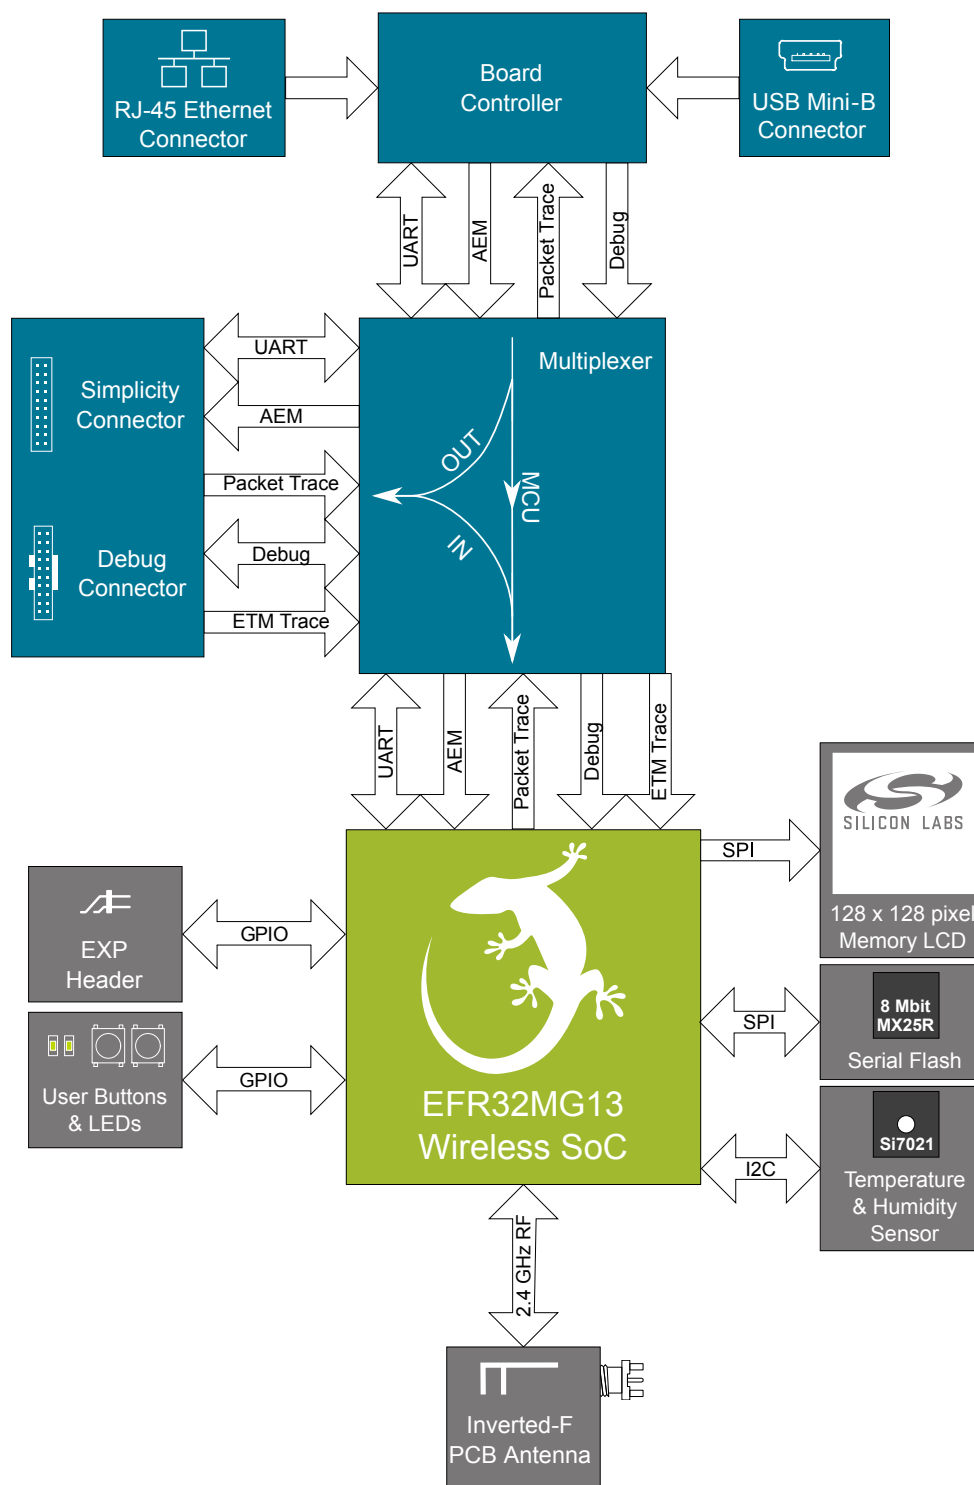 RJ-45 Ethernet
Connector
Board
Controller
USB Mini-B
Connector
UART
AEM
Packet Trace
Debug
Simplicity
Connector
Debug
Connector
UART
AEM
Packet Trace
Debug
ETM Trace
Multiplexer
OUT
MCU
IN
UART
AEM
Packet Trace
Debug
ETM Trace
SPI
SILICON LABS
128 x 128 pixel
Memory LCD
EXP
Header
GPIO
SPI
8 Mbit
MX25R
Serial Flash
User Buttons
& LEDs
GPIO
EFR32MG13
Wireless SoC
I2C
Si7021
Temperature
& Humidity
Sensor
2.4 GHz RF
Inverted-F
PCB Antenna